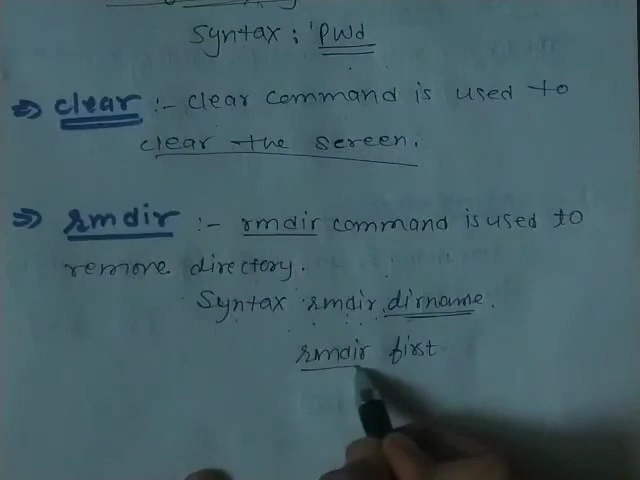 Syntax: 'Pwd
⇒ clear :- clear command is used to
clear the screen.
⇒ rmdir :- rmdir command is used to
remove directory.
Syntax rmdir dirname.
rmdir first